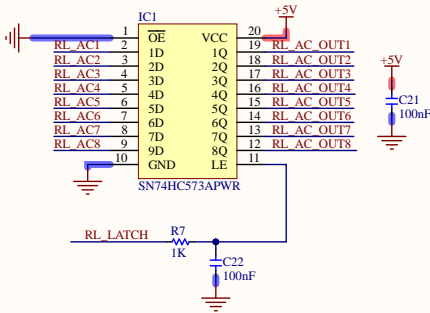 IC1
+5V
1 OE VCC 20
RL_AC1 2 1D 1Q 19 RL_AC_OUT1
RL_AC2 3 2D 2Q 18 RL_AC_OUT2
RL_AC3 4 3D 3Q 17 RL_AC_OUT3
RL_AC4 5 4D 4Q 16 RL_AC_OUT4
RL_AC5 6 5D 5Q 15 RL_AC_OUT5
RL_AC6 7 6D 6Q 14 RL_AC_OUT6
RL_AC7 8 7D 7Q 13 RL_AC_OUT7
RL_AC8 9 9D 8Q 12 RL_AC_OUT8
10 GND LE 11
SN74HC573APWR
+5V
C21
100nF
RL_LATCH
R7
1K
C22
100nF